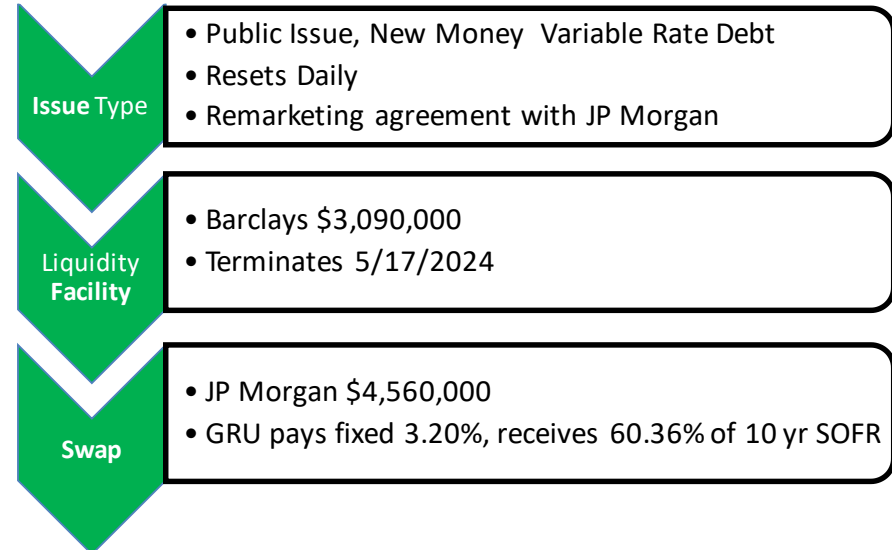 Issue Type
• Public Issue, New Money Variable Rate Debt
• Resets Daily
• Remarketing agreement with JP Morgan
Liquidity
Facility
• Barclays $3,090,000
• Terminates 5/17/2024
Swap
• JP Morgan $4,560,000
• GRU pays fixed 3.20%, receives 60.36% of 10 yr SOFR